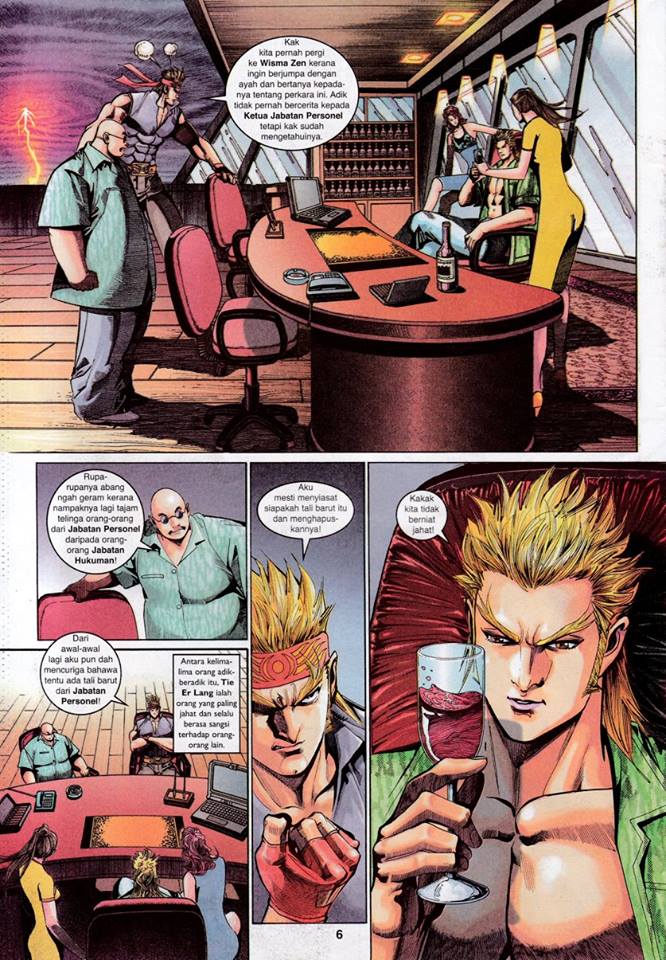 Kak
kita pernah pergi
ke Wisma Zen kerana
ingin berjumpa dengan
ayah dan bertanya kepada-
nya tentang perkara ini. Adik
tidak pernah bercerita kepada
Ketua Jabatan Personel
tetapi kak sudah
mengetahuinya.
Rupa-
rupanya abang
ngah geram kerana
nampaknya lagi tajam
telinga orang-orang
dari Jabatan Personel
daripada orang-
orang Jabatan
Hukuman!
Aku
mesti menyiasat
siapakah tali barut itu
dan menghapus-
kannya!
Kakak
kita tidak
berniat
jahat!
Dari
awal-awal
lagi aku pun dah
mencuriga bahawa
tentu ada tali barut
dari Jabatan
Personel!
Antara kelima-
lima orang adik-
beradik itu, Tie
Er Lang ialah
orang yang paling
jahat dan selalu
berasa sangsi
terhadap orang-
orang lain.
6